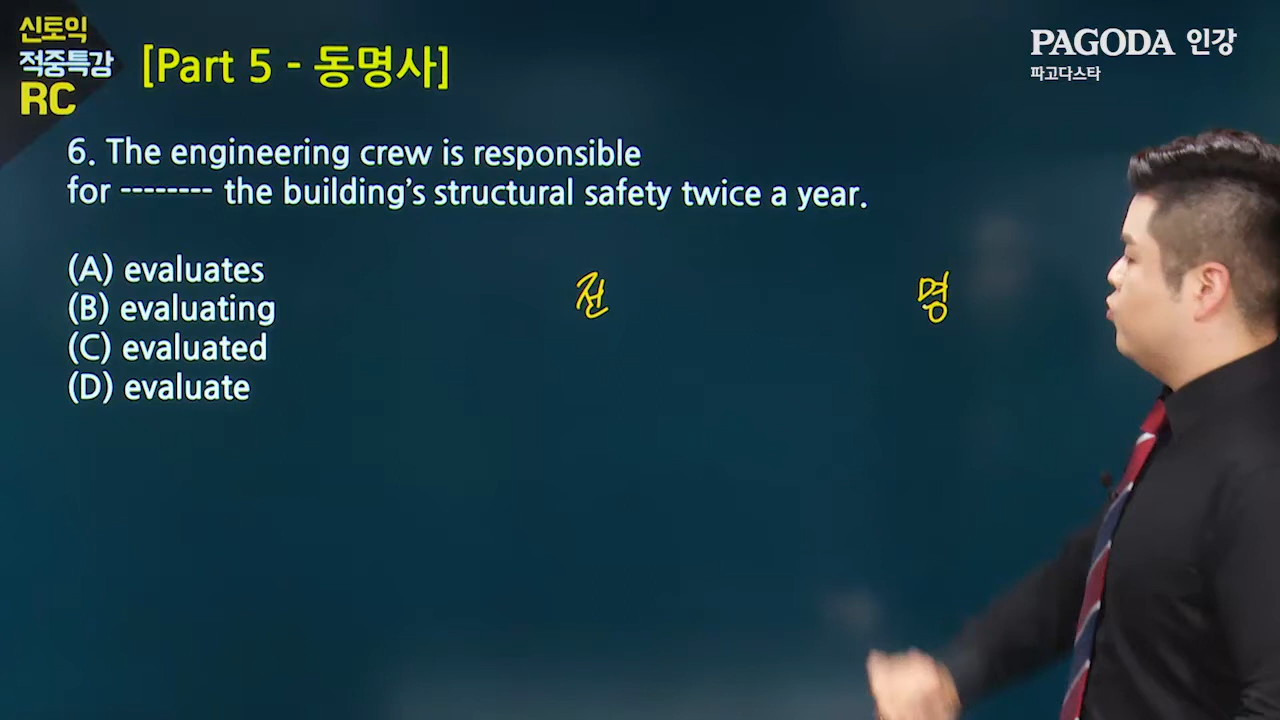 신토익
적중특강
RC
[Part 5 - 동명사]
PAGODA 인강
파고다스타
6. The engineering crew is responsible
for -------- the building’s structural safety twice a year.
(A) evaluates
(B) evaluating
(C) evaluated
(D) evaluate
전 명